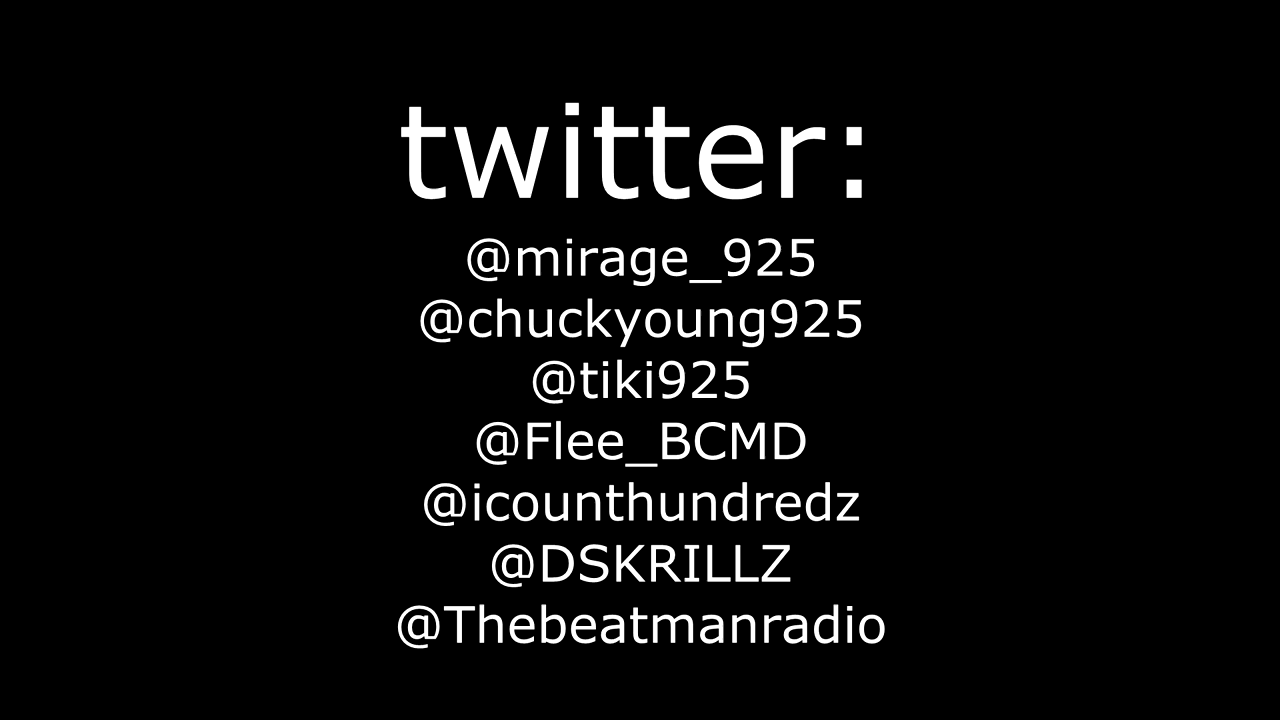 twitter:
@mirage_925
@chuckyoung925
@tiki925
@Flee_BCMD
@icounthundredz
@DSKRILLZ
@Thebeatmanradio